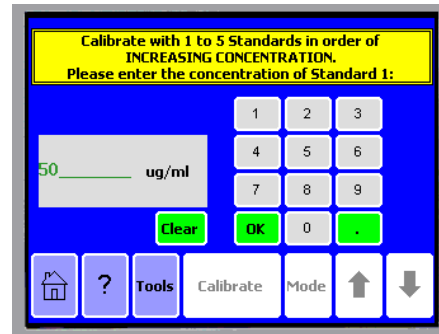 Calibrate with 1 to 5 Standards in order of
INCREASING CONCENTRATION.
Please enter the concentration of Standard 1:
1 2 3
4 5 6
50_______ ug/ml
7 8 9
Clear OK 0 .
? Tools Calibrate Mode